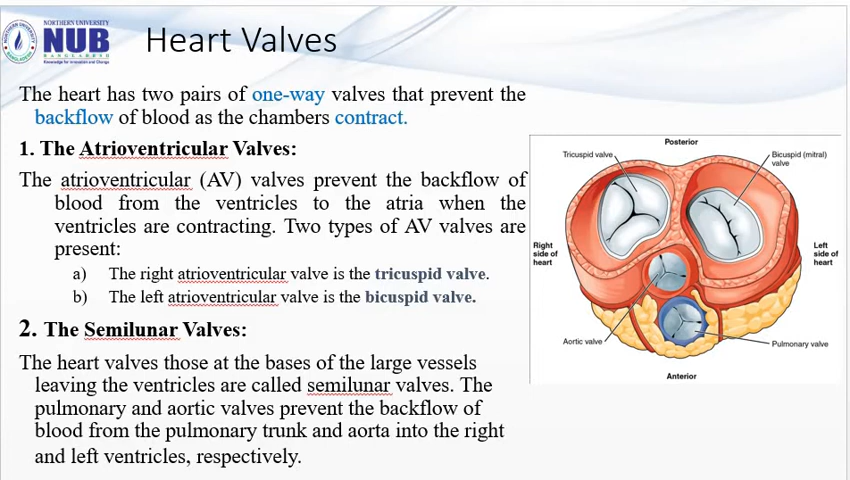 NORTHERN UNIVERSITY
NUB
BANGLADESH
Knowledge for Innovation and Change
Heart Valves
The heart has two pairs of one-way valves that prevent the
backflow of blood as the chambers contract.
1. The Atrioventricular Valves:
The atrioventricular (AV) valves prevent the backflow of
blood from the ventricles to the atria when the
ventricles are contracting. Two types of AV valves are
present:
a) The right atrioventricular valve is the tricuspid valve.
b) The left atrioventricular valve is the bicuspid valve.
2. The Semilunar Valves:
The heart valves those at the bases of the large vessels
leaving the ventricles are called semilunar valves. The
pulmonary and aortic valves prevent the backflow of
blood from the pulmonary trunk and aorta into the right
and left ventricles, respectively.
Posterior
Tricuspid valve
Bicuspid (mitral)
valve
Right
side of
heart
Left
side of
heart
Aortic valve
Pulmonary valve
Anterior